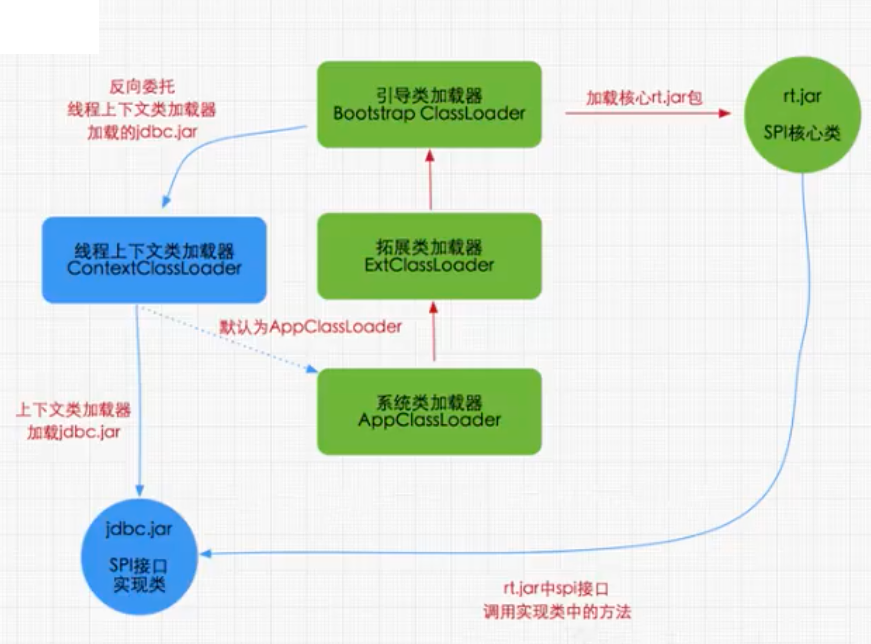 反向委托
线程上下文类加载器
加载的jdbc.jar
引导类加载器
Bootstrap ClassLoader
加载核心rt.jar包
rt.jar
SPI核心类
线程上下文类加载器
ContextClassLoader
拓展类加载器
ExtClassLoader
默认为AppClassLoader
系统类加载器
AppClassLoader
上下文类加载器
加载jdbc.jar
jdbc.jar
SPI接口
实现类
rt.jar中spi接口
调用实现类中的方法